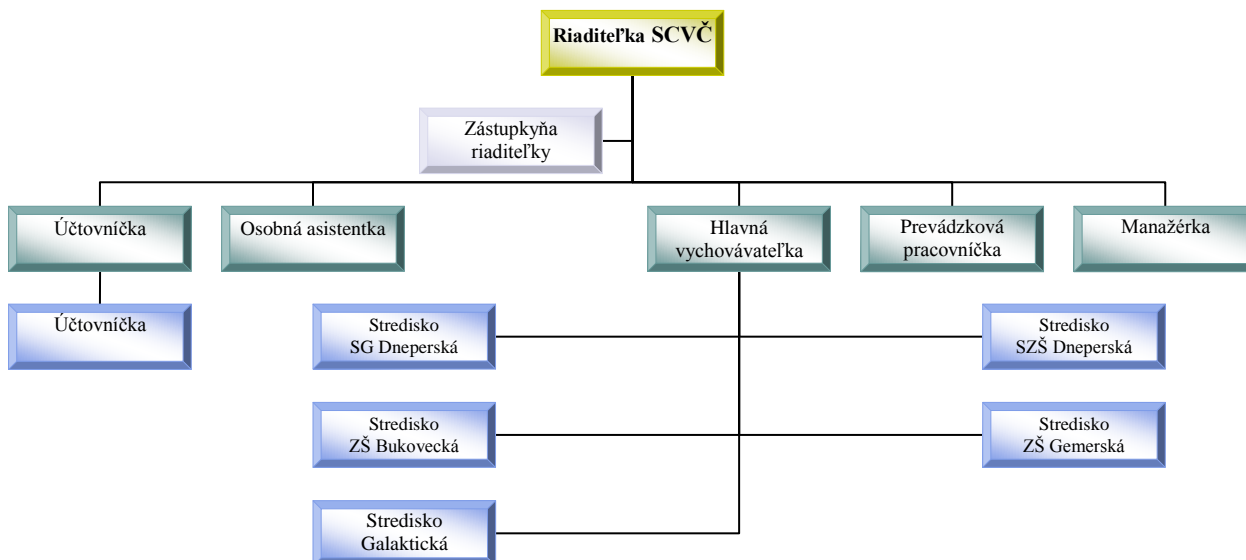 Riaditeľka SCVČ
Zástupkyňa
riaditeľky
Účtovníčka
Osobná asistentka
Hlavná
vychovávateľka
Prevádzková
pracovníčka
Manažérka
Účtovníčka
Stredisko
SG Dneperská
Stredisko
SZŠ Dneperská
Stredisko
ZŠ Bukovecká
Stredisko
ZŠ Gemerská
Stredisko
Galaktická